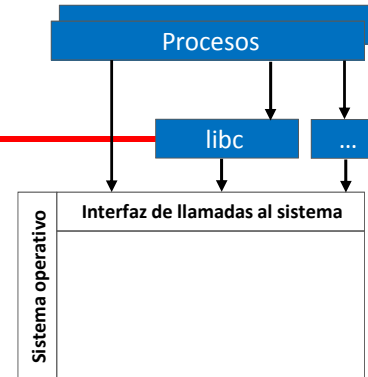 Procesos
libc
...
Interfaz de llamadas al sistema
Sistema operativo